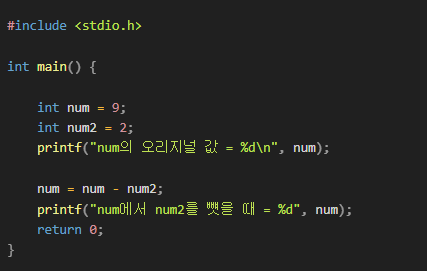 #include <stdio.h>
int main() {
int num = 9;
int num2 = 2;
printf("num의 오리지널 값 = %d\n", num);
num = num - num2;
printf("num에서 num2를 뺏을 때 = %d", num);
return 0;
}